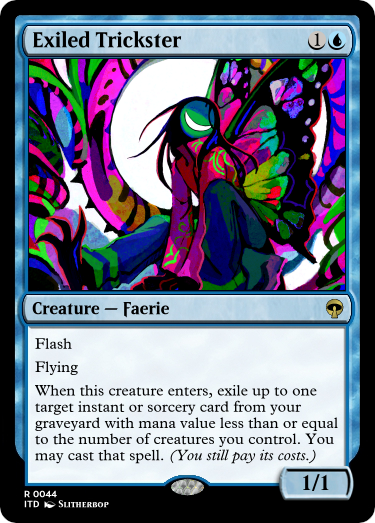 Exiled Trickster 1
Creature — Faerie
Flash
Flying
When this creature enters, exile up to one
target instant or sorcery card from your
graveyard with mana value less than or equal
to the number of creatures you control. You
may cast that spell. (You still pay its costs.)
1/1
R 0044
ITD Slitherbop